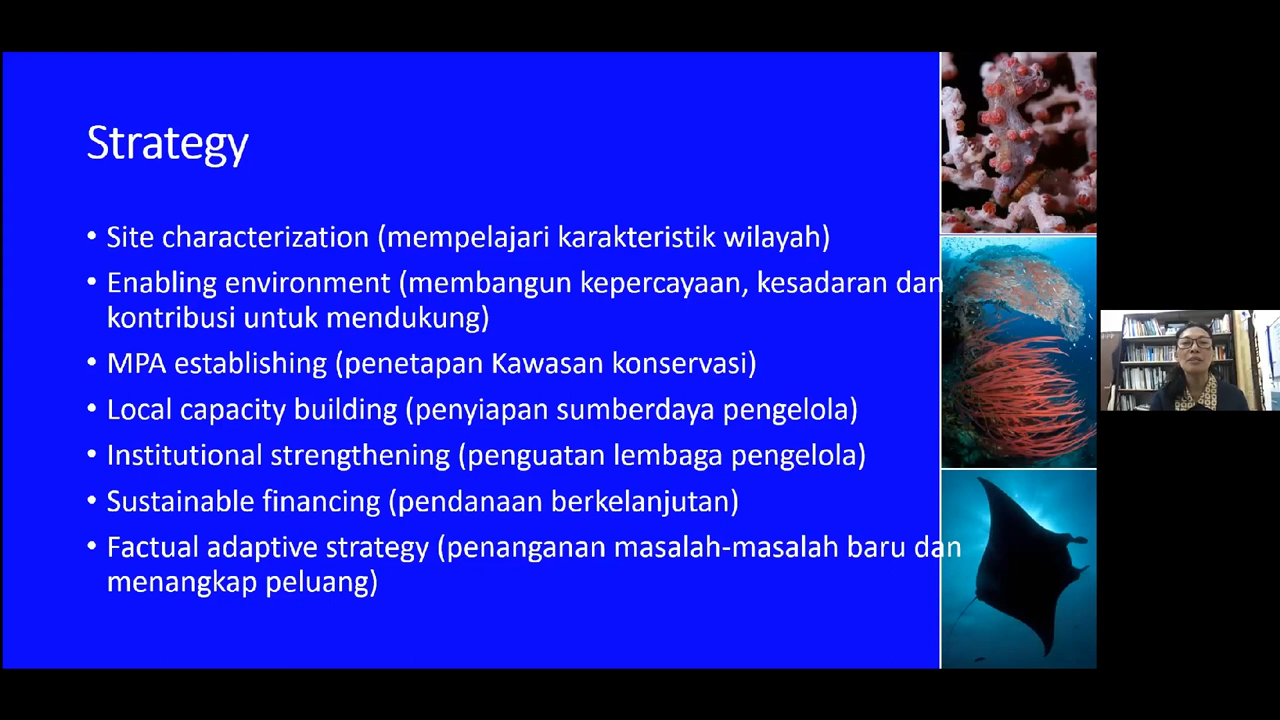 Strategy
• Site characterization (mempelajari karakteristik wilayah)
• Enabling environment (membangun kepercayaan, kesadaran dan
kontribusi untuk mendukung)
• MPA establishing (penetapan Kawasan konservasi)
• Local capacity building (penyiapan sumberdaya pengelola)
• Institutional strengthening (penguatan lembaga pengelola)
• Sustainable financing (pendanaan berkelanjutan)
• Factual adaptive strategy (penanganan masalah-masalah baru dan
menangkap peluang)